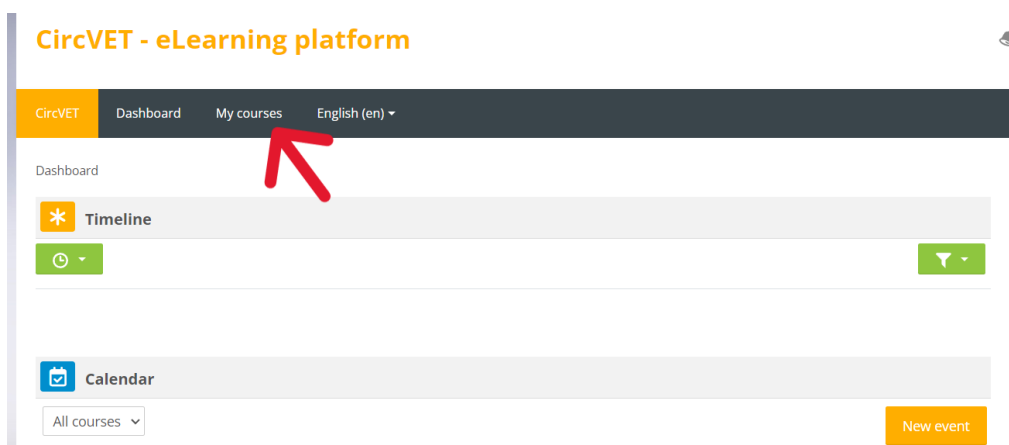 CircVET - eLearning platform
CircVET Dashboard My courses English (en)
Dashboard
Timeline
Calendar
All courses
New event